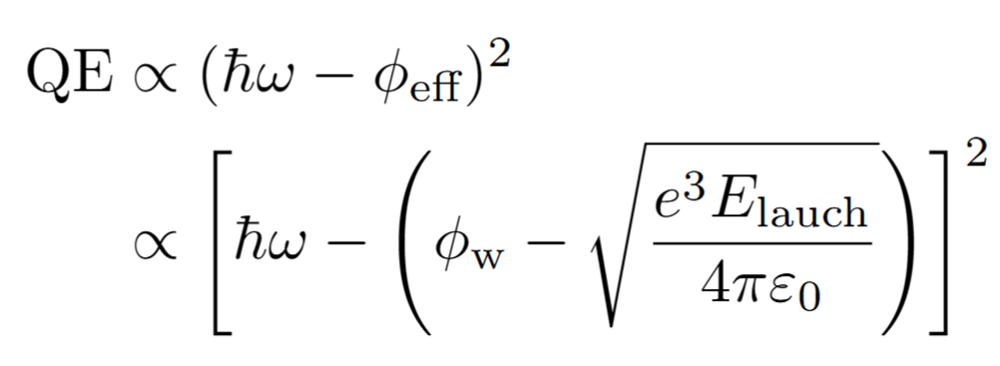 QE ∝ (ħω − ϕ_eff)²
∝ [ħω − (ϕ_w − √(e³E_lauch / 4πε₀))]²